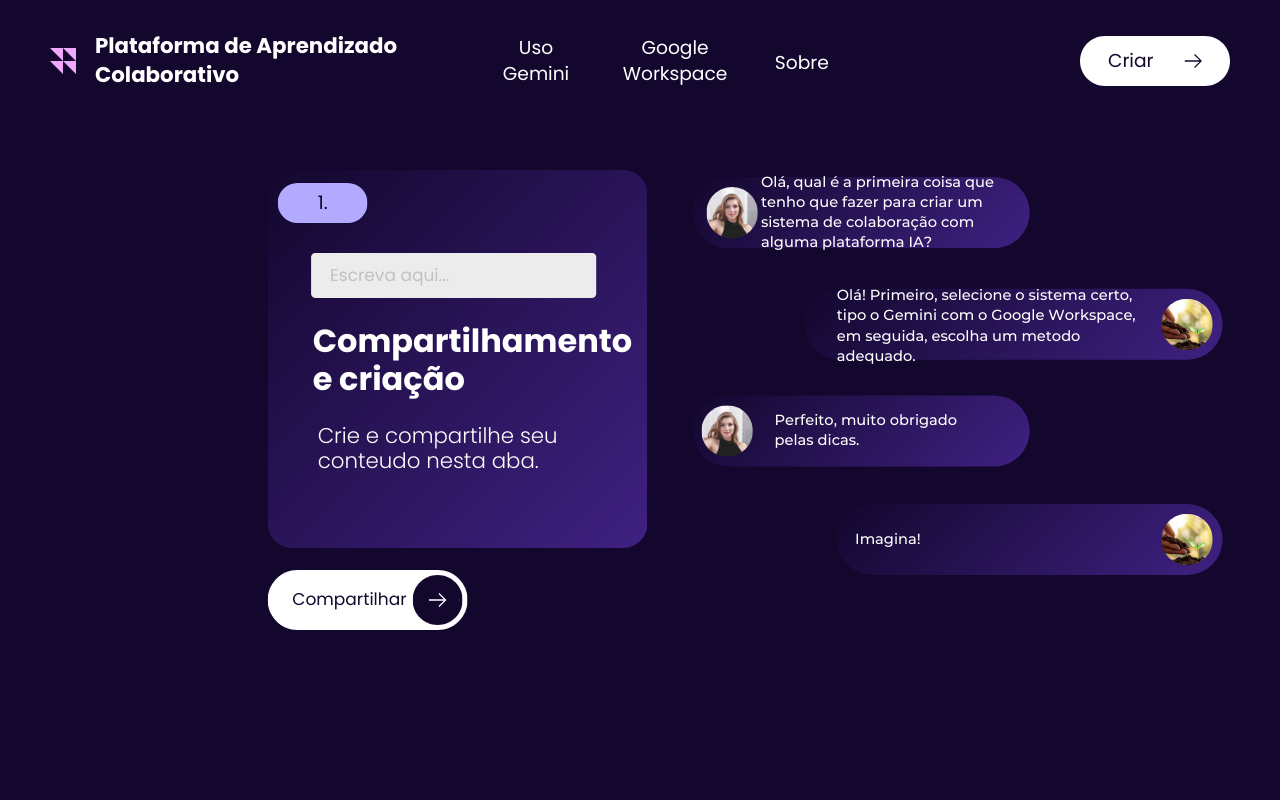 Plataforma de Aprendizado
Colaborativo
Uso
Gemini
Google
Workspace
Sobre
Criar
1.
Escreva aqui...
Compartilhamento
e criação
Crie e compartilhe seu
conteudo nesta aba.
Compartilhar
Olá, qual é a primeira coisa que
tenho que fazer para criar um
sistema de colaboração com
alguma plataforma IA?
Olá! Primeiro, selecione o sistema certo,
tipo o Gemini com o Google Workspace,
em seguida, escolha um metodo
adequado.
Perfeito, muito obrigado
pelas dicas.
Imagina!